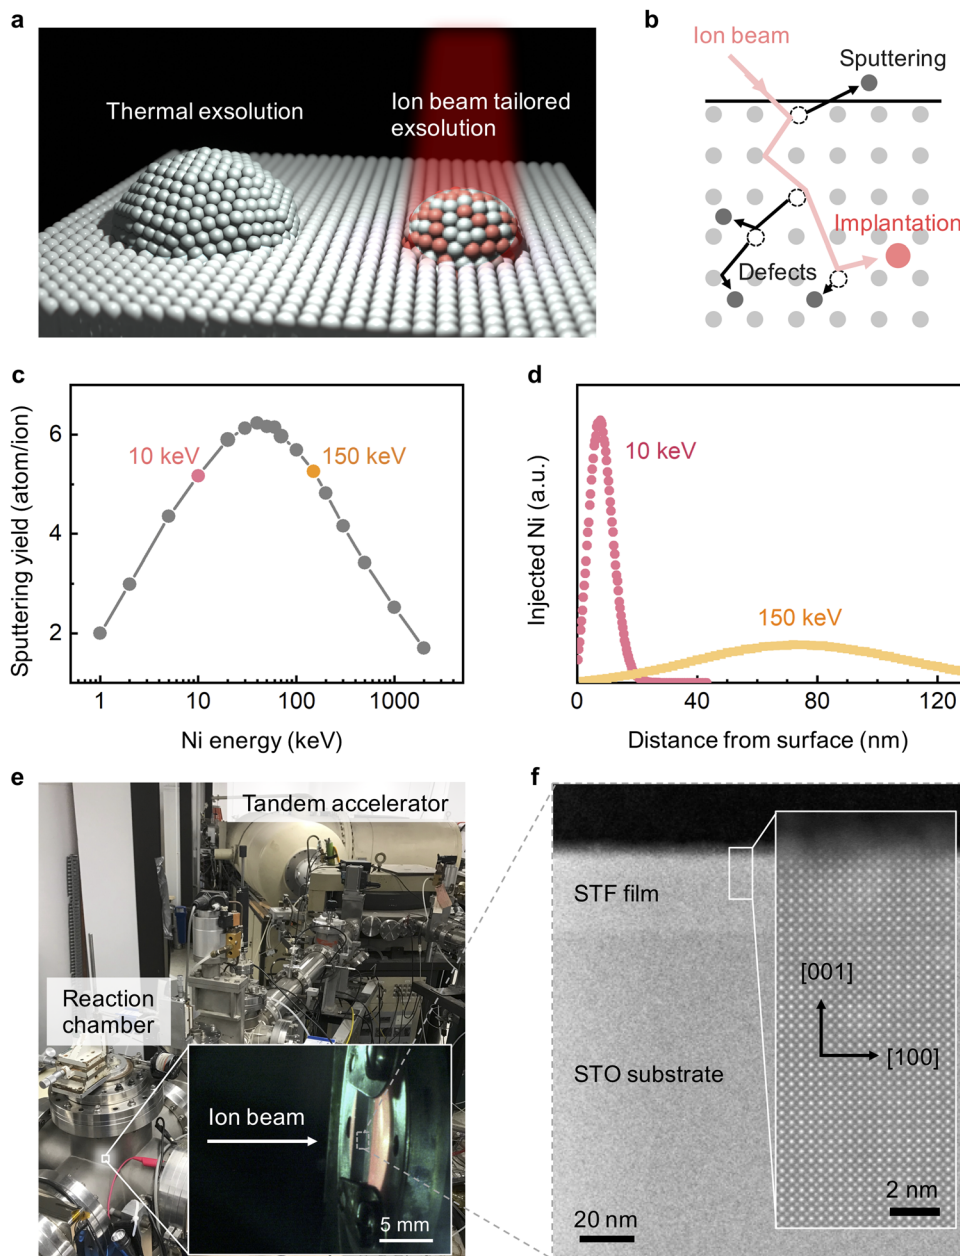 a
Thermal exsolution
Ion beam tailored
exsolution
b
Ion beam
Sputtering
Implantation
Defects
c
Sputtering yield (atom/ion)
6
4
2
10 keV
150 keV
1
10
100
1000
Ni energy (keV)
d
Injected Ni (a.u.)
10 keV
150 keV
0
40
80
120
Distance from surface (nm)
e
Tandem accelerator
Reaction
chamber
Ion beam
5 mm
f
STF film
[001]
[100]
STO substrate
20 nm
2 nm